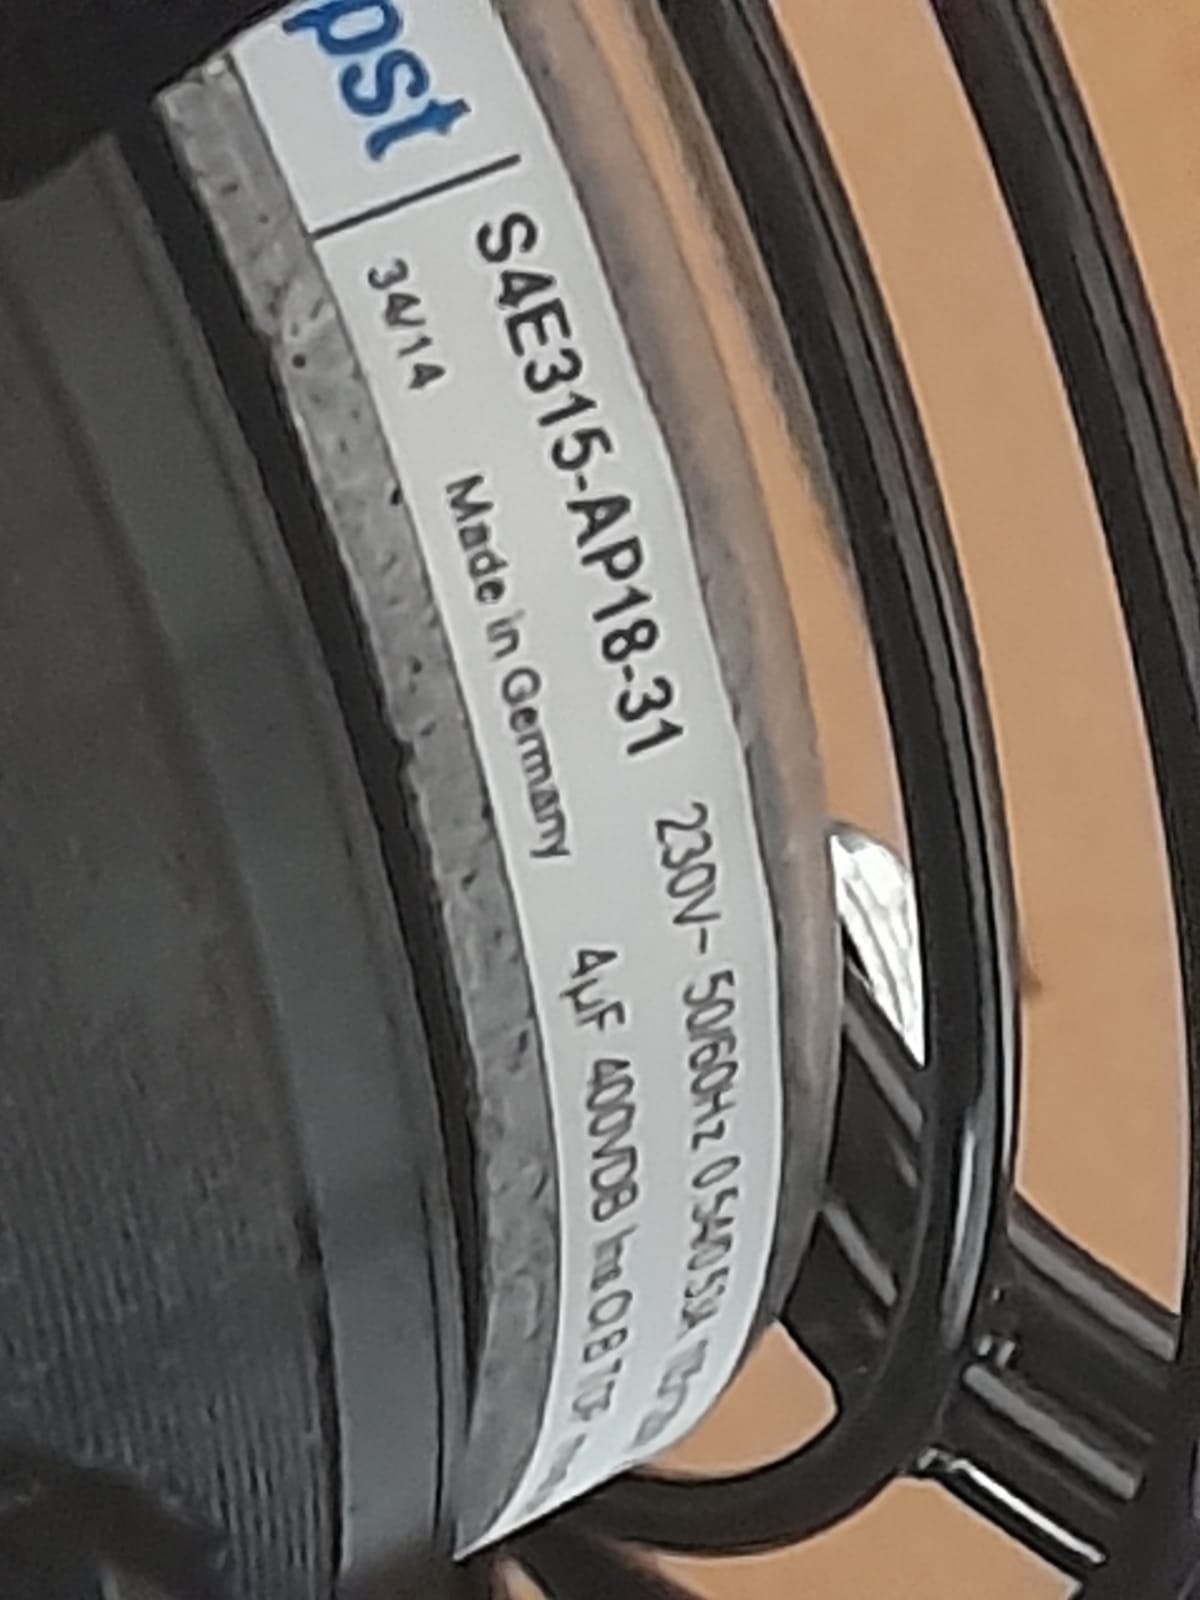 pst
S4E315-AP18-31 230V~ 50/60Hz
34/14 Made in Germany 4µF 400VDB